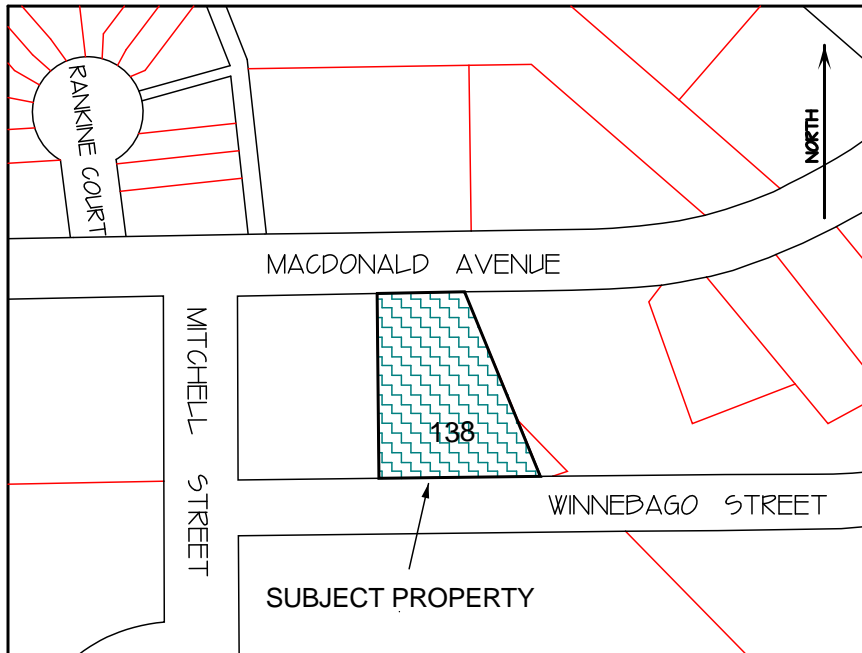 RANKINE COURT
NORTH
MACDONALD AVENUE
MITCHELL STREET
138
WINNEBAGO STREET
SUBJECT PROPERTY